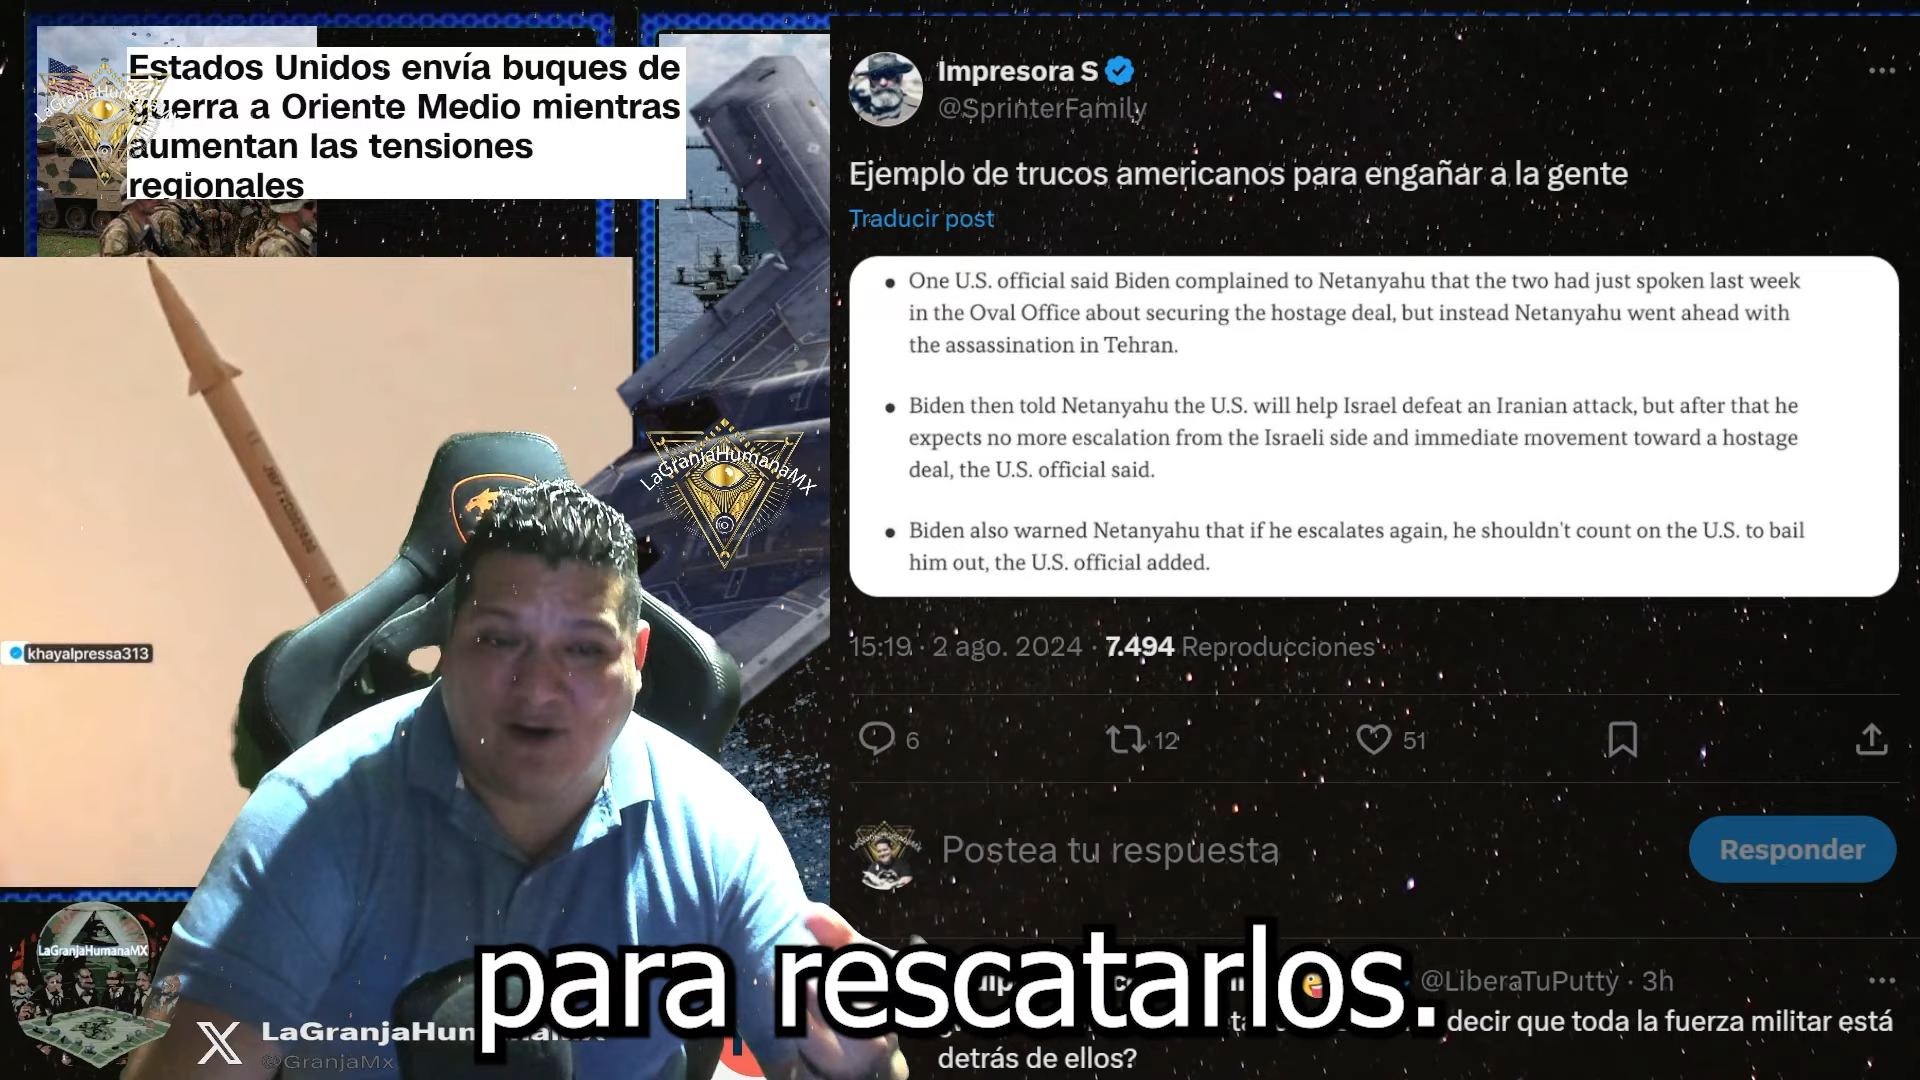 Estados Unidos envía buques de
guerra a Oriente Medio mientras
aumentan las tensiones
regionales
LaGranjaHumanaMX
khayalpressa313
LaGranjaHumanaMX
X
@GranjaMx
Impresora S
@SprinterFamily
Ejemplo de trucos americanos para engañar a la gente
Traducir post
• One U.S. official said Biden complained to Netanyahu that the two had just spoken last week
in the Oval Office about securing the hostage deal, but instead Netanyahu went ahead with
the assassination in Tehran.
• Biden then told Netanyahu the U.S. will help Israel defeat an Iranian attack, but after that he
expects no more escalation from the Israeli side and immediate movement toward a hostage
deal, the U.S. official said.
• Biden also warned Netanyahu that if he escalates again, he shouldn't count on the U.S. to bail
him out, the U.S. official added.
15:19 · 2 ago. 2024 · 7.494 Reproducciones
6 12 51
Postea tu respuesta
Responder
@LiberaTuPutty · 3h
decir que toda la fuerza militar está
detrás de ellos?
para rescatarlos.